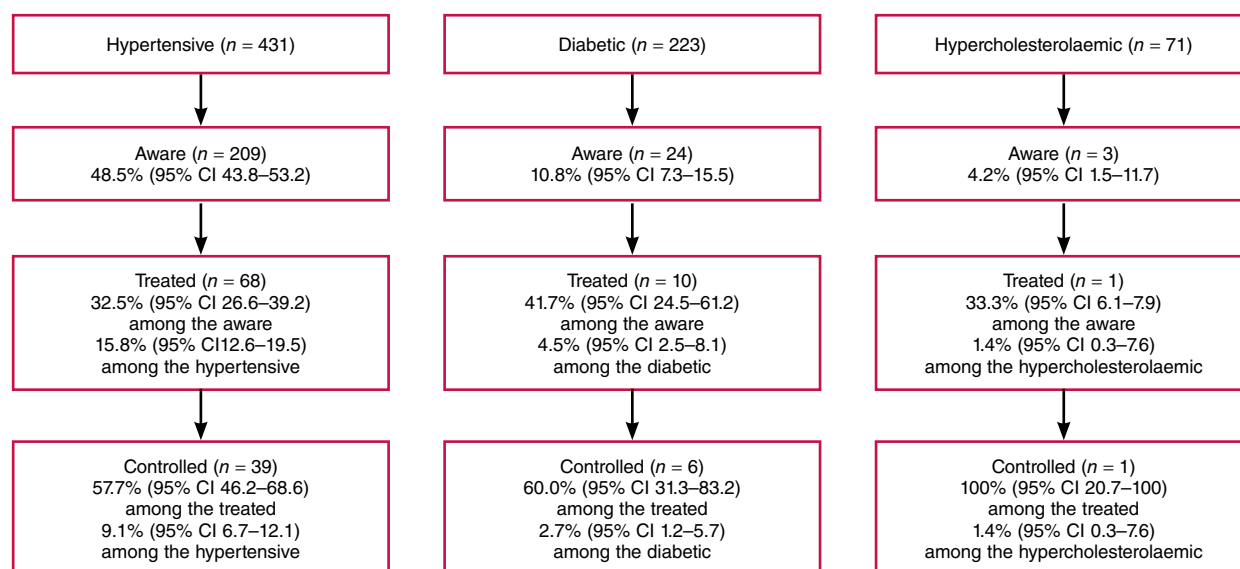 Hypertensive (n = 431)
Aware (n = 209)
48.5% (95% CI 43.8–53.2)
Treated (n = 68)
32.5% (95% CI 26.6–39.2)
among the aware
15.8% (95% CI12.6–19.5)
among the hypertensive
Controlled (n = 39)
57.7% (95% CI 46.2–68.6)
among the treated
9.1% (95% CI 6.7–12.1)
among the hypertensive
Diabetic (n = 223)
Aware (n = 24)
10.8% (95% CI 7.3–15.5)
Treated (n = 10)
41.7% (95% CI 24.5–61.2)
among the aware
4.5% (95% CI 2.5–8.1)
among the diabetic
Controlled (n = 6)
60.0% (95% CI 31.3–83.2)
among the treated
2.7% (95% CI 1.2–5.7)
among the diabetic
Hypercholesterolaemic (n = 71)
Aware (n = 3)
4.2% (95% CI 1.5–11.7)
Treated (n = 1)
33.3% (95% CI 6.1–7.9)
among the aware
1.4% (95% CI 0.3–7.6)
among the hypercholesterolaemic
Controlled (n = 1)
100% (95% CI 20.7–100)
among the treated
1.4% (95% CI 0.3–7.6)
among the hypercholesterolaemic